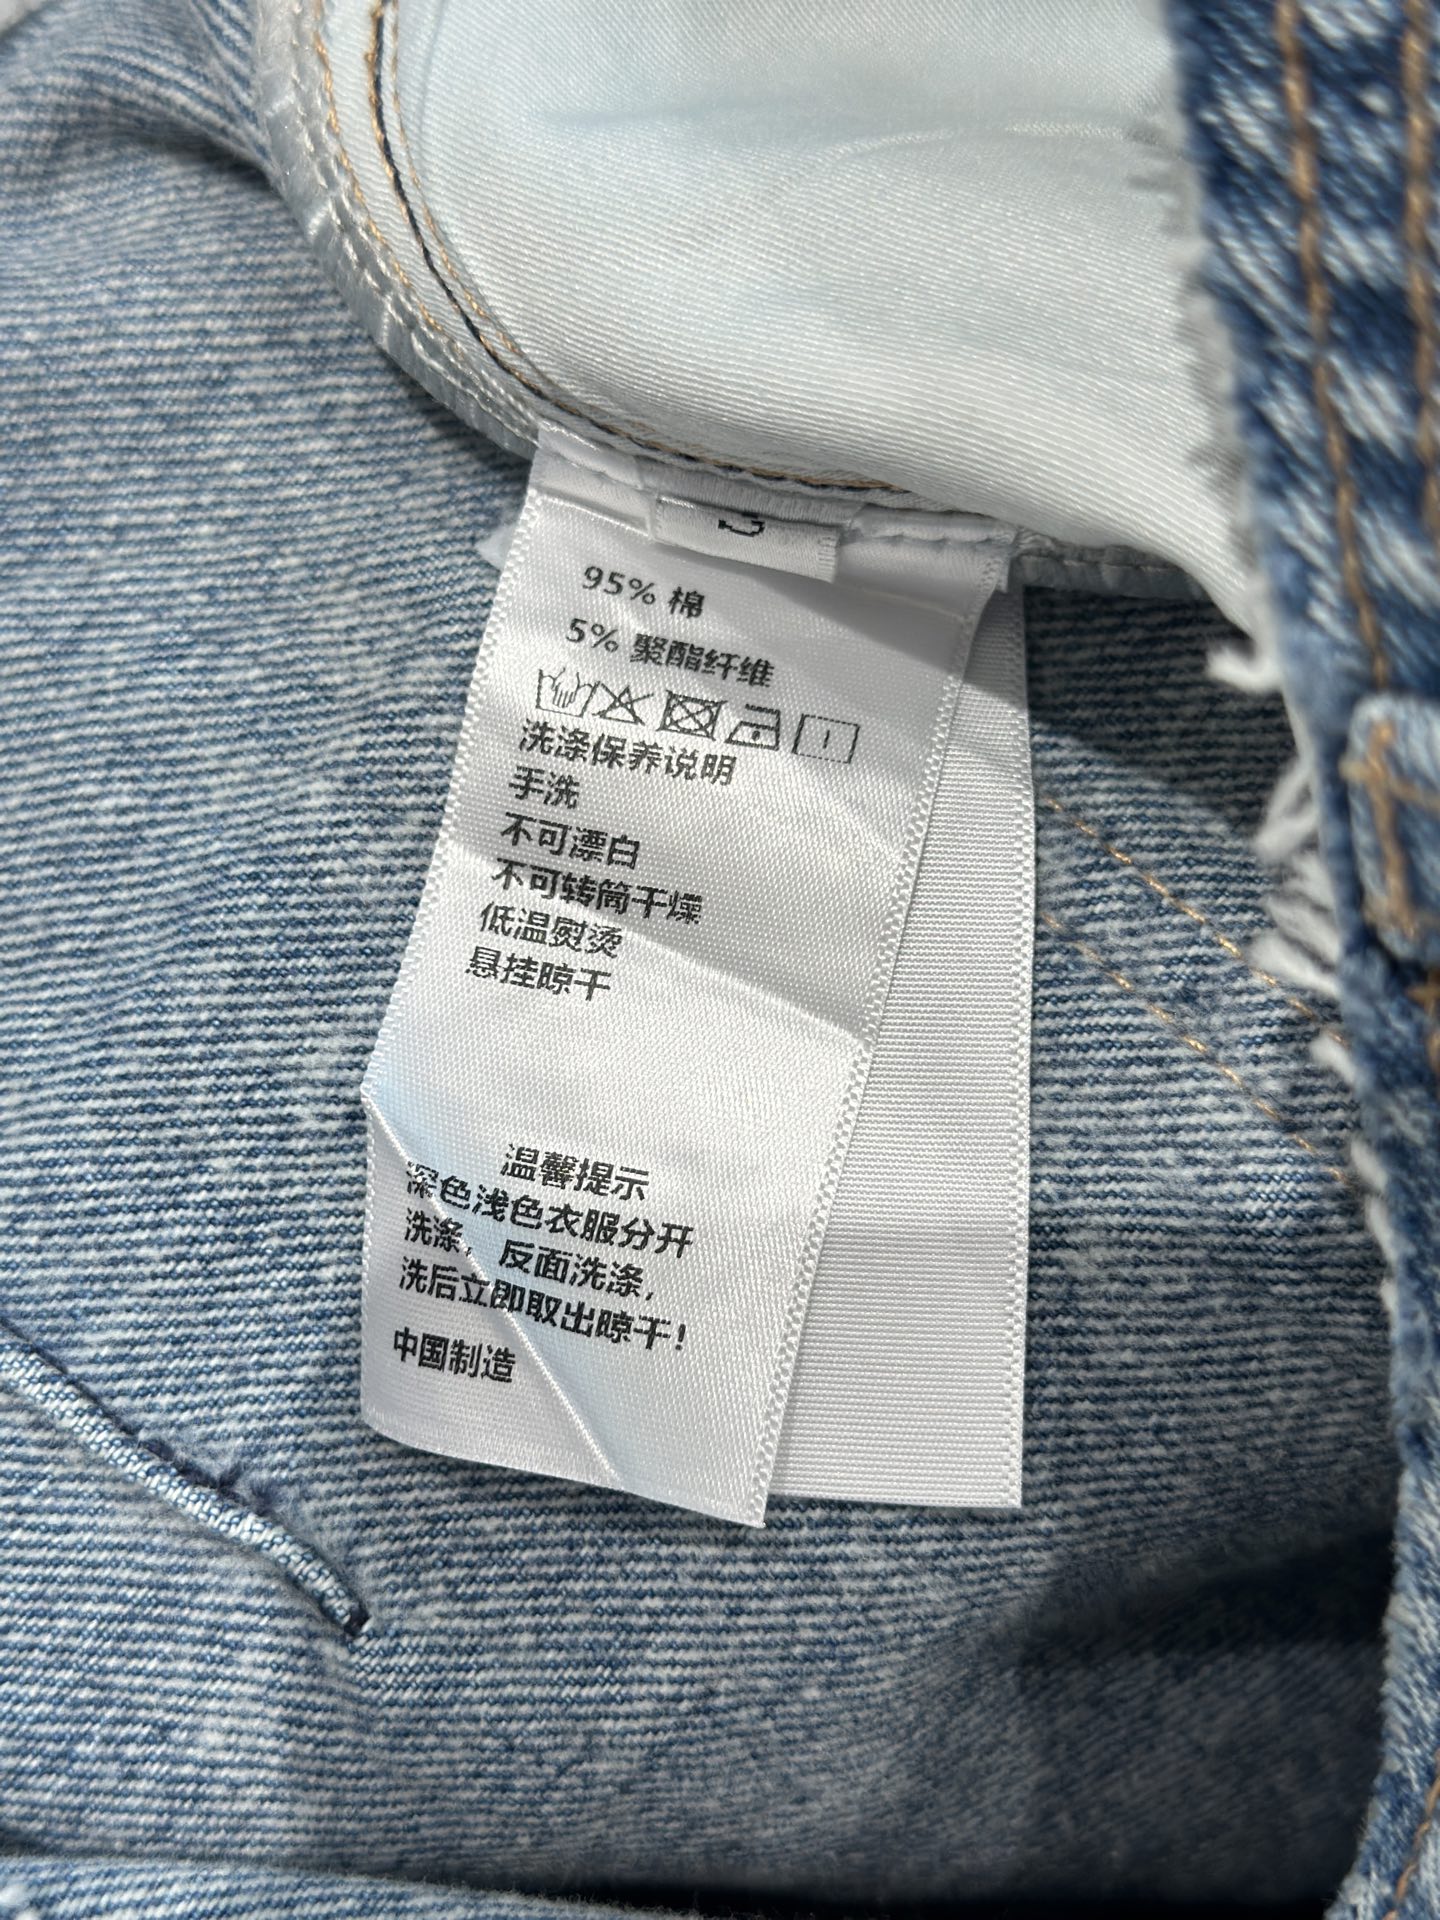 95% 棉
5% 聚酯纤维
洗涤保养说明
手洗
不可漂白
不可转筒干燥
低温熨烫
悬挂晾干
温馨提示
深色浅色衣服分开
洗涤，反面洗涤，
洗后立即取出晾干！
中国制造